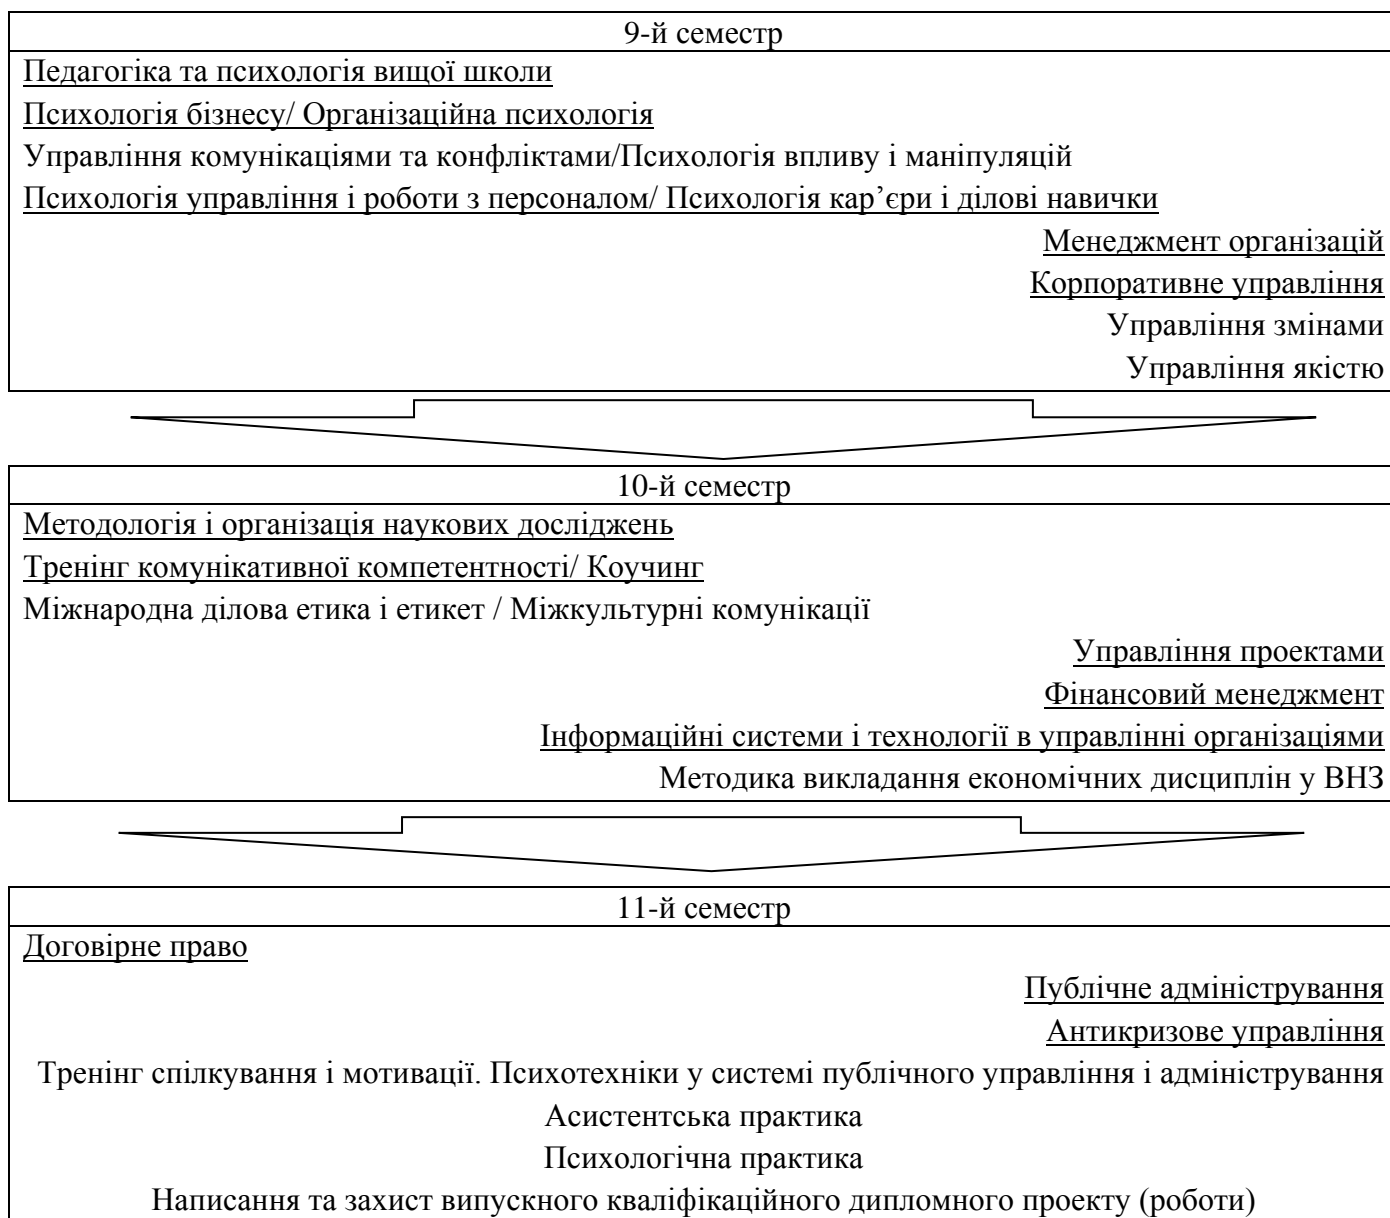 9-й семестр
Педагогіка та психологія вищої школи
Психологія бізнесу/ Організаційна психологія
Управління комунікаціями та конфліктами/Психологія впливу і маніпуляцій
Психологія управління і роботи з персоналом/ Психологія кар’єри і ділові навички
Менеджмент організацій
Корпоративне управління
Управління змінами
Управління якістю
10-й семестр
Методологія і організація наукових досліджень
Тренінг комунікативної компетентності/ Коучинг
Міжнародна ділова етика і етикет / Міжкультурні комунікації
Управління проектами
Фінансовий менеджмент
Інформаційні системи і технології в управлінні організаціями
Методика викладання економічних дисциплін у ВНЗ
11-й семестр
Договірне право
Публічне адміністрування
Антикризове управління
Тренінг спілкування і мотивації. Психотехніки у системі публічного управління і адміністрування
Асистентська практика
Психологічна практика
Написання та захист випускного кваліфікаційного дипломного проекту (роботи)